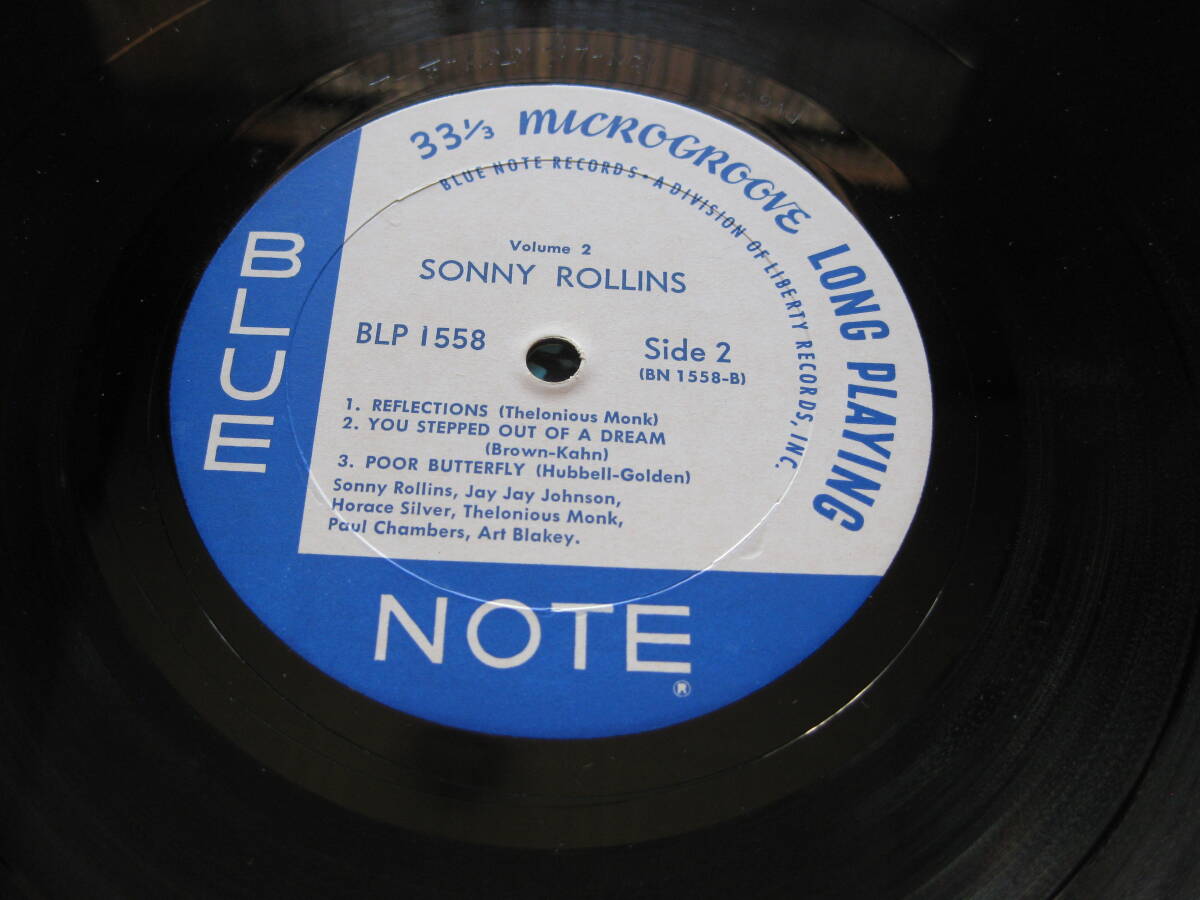 33⅓ MICROGROOVE LONG PLAYING
BLUE NOTE RECORDS • A DIVISION OF LIBERTY RECORDS, INC.
BLUE
Volume 2
SONNY ROLLINS
BLP 1558
Side 2
(BN 1558-B)
1. REFLECTIONS (Thelonious Monk)
2. YOU STEPPED OUT OF A DREAM
(Brown-Kahn)
3. POOR BUTTERFLY (Hubbell-Golden)
Sonny Rollins, Jay Jay Johnson,
Horace Silver, Thelonious Monk,
Paul Chambers, Art Blakey.
NOTE
®